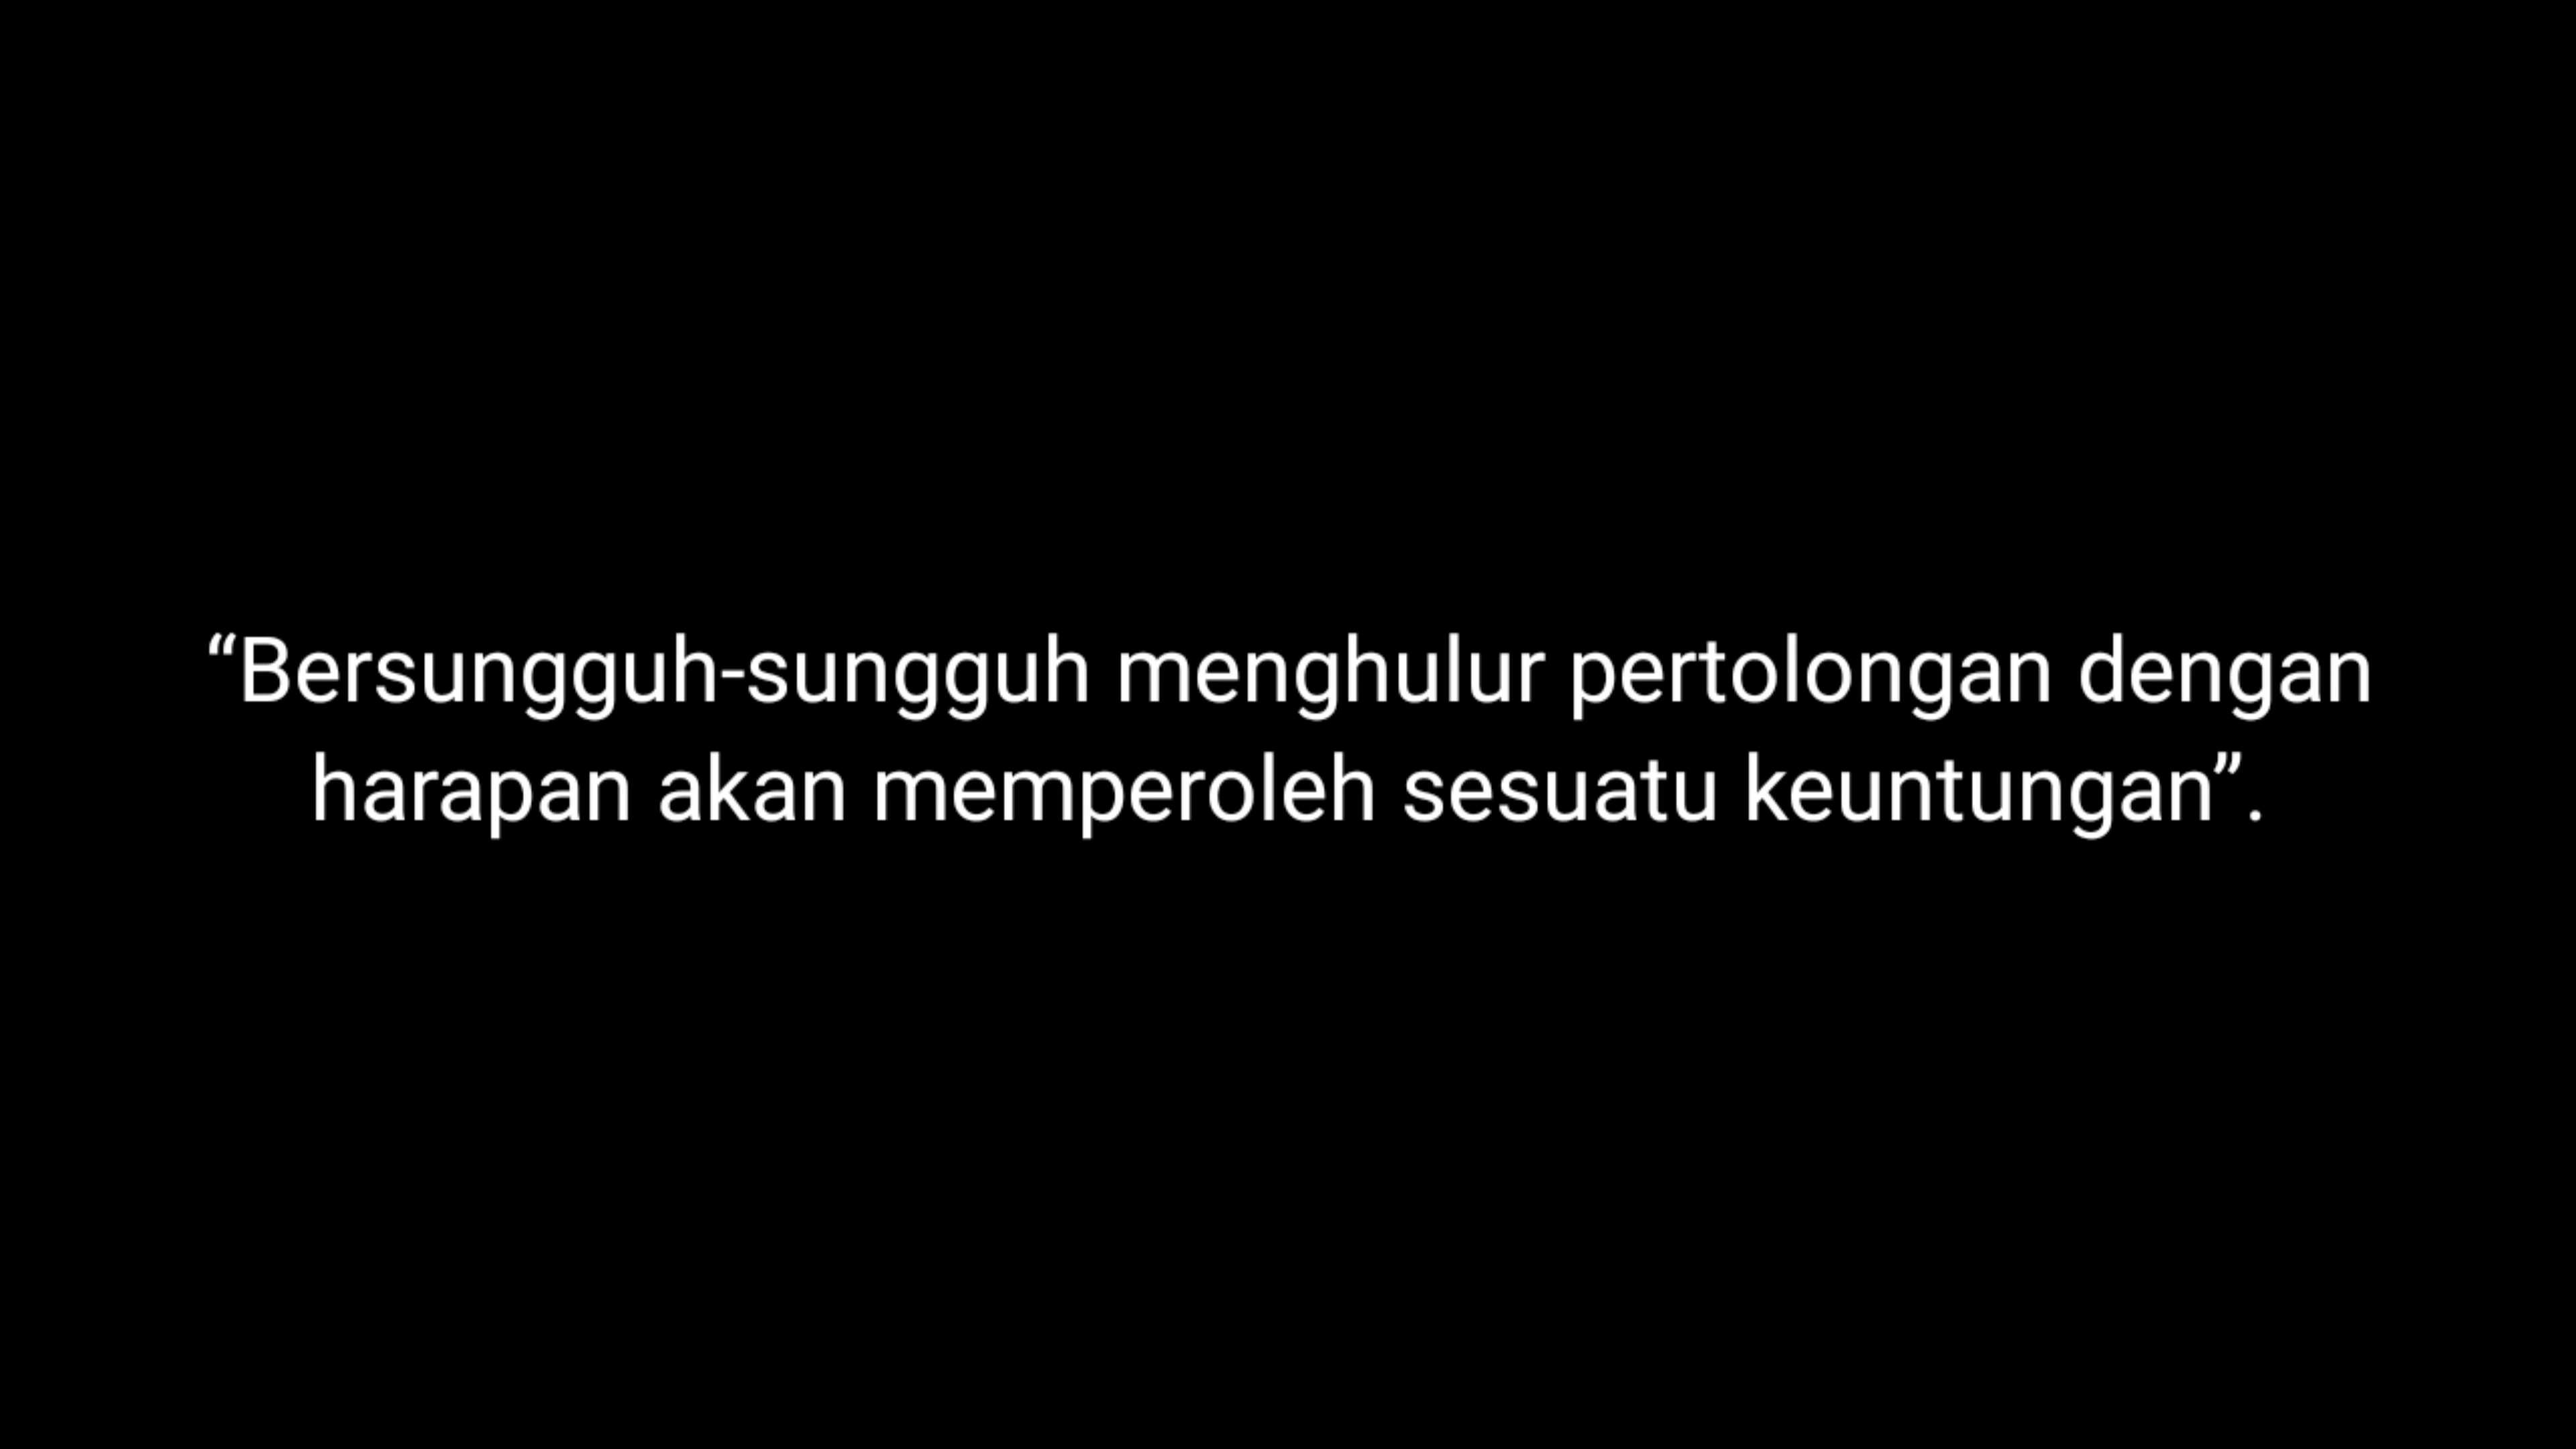 “Bersungguh-sungguh menghulur pertolongan dengan
harapan akan memperoleh sesuatu keuntungan”.